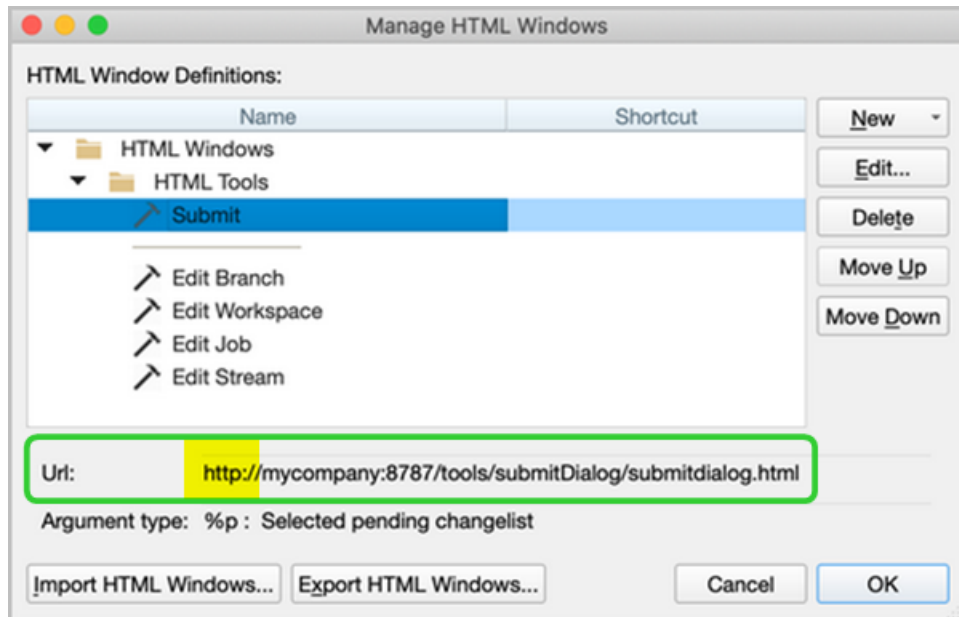 Manage HTML Windows
HTML Window Definitions:
Name Shortcut
New
HTML Windows
Edit...
HTML Tools
Submit
Delete
Edit Branch
Move Up
Edit Workspace
Move Down
Edit Job
Edit Stream
Url: http://mycompany:8787/tools/submitDialog/submitdialog.html
Argument type: %p : Selected pending changelist
Import HTML Windows... Export HTML Windows... Cancel OK